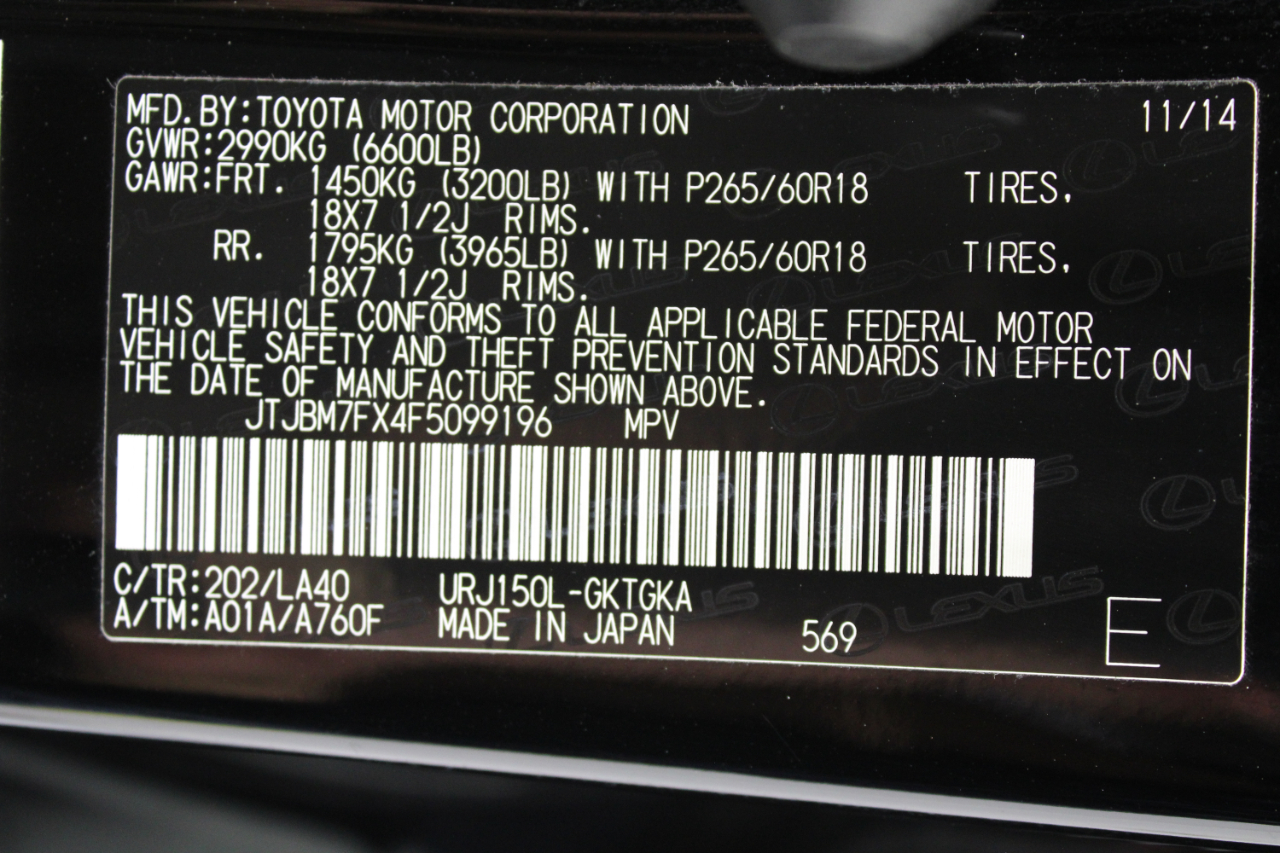 MFD. BY: TOYOTA MOTOR CORPORATION 11/14
GVWR: 2990KG (6600LB)
GAWR: FRT. 1450KG (3200LB) WITH P265/60R18 TIRES.
18X7 1/2J RIMS.
RR. 1795KG (3965LB) WITH P265/60R18 TIRES.
18X7 1/2J RIMS.
THIS VEHICLE CONFORMS TO ALL APPLICABLE FEDERAL MOTOR
VEHICLE SAFETY AND THEFT PREVENTION STANDARDS IN EFFECT ON
THE DATE OF MANUFACTURE SHOWN ABOVE.
JTJBM7FX4F5099196 MPV
C/TR: 202/LA40 URJ150L-GKTGKA
A/TM: A01A/A760F MADE IN JAPAN 569 E
LEXUS